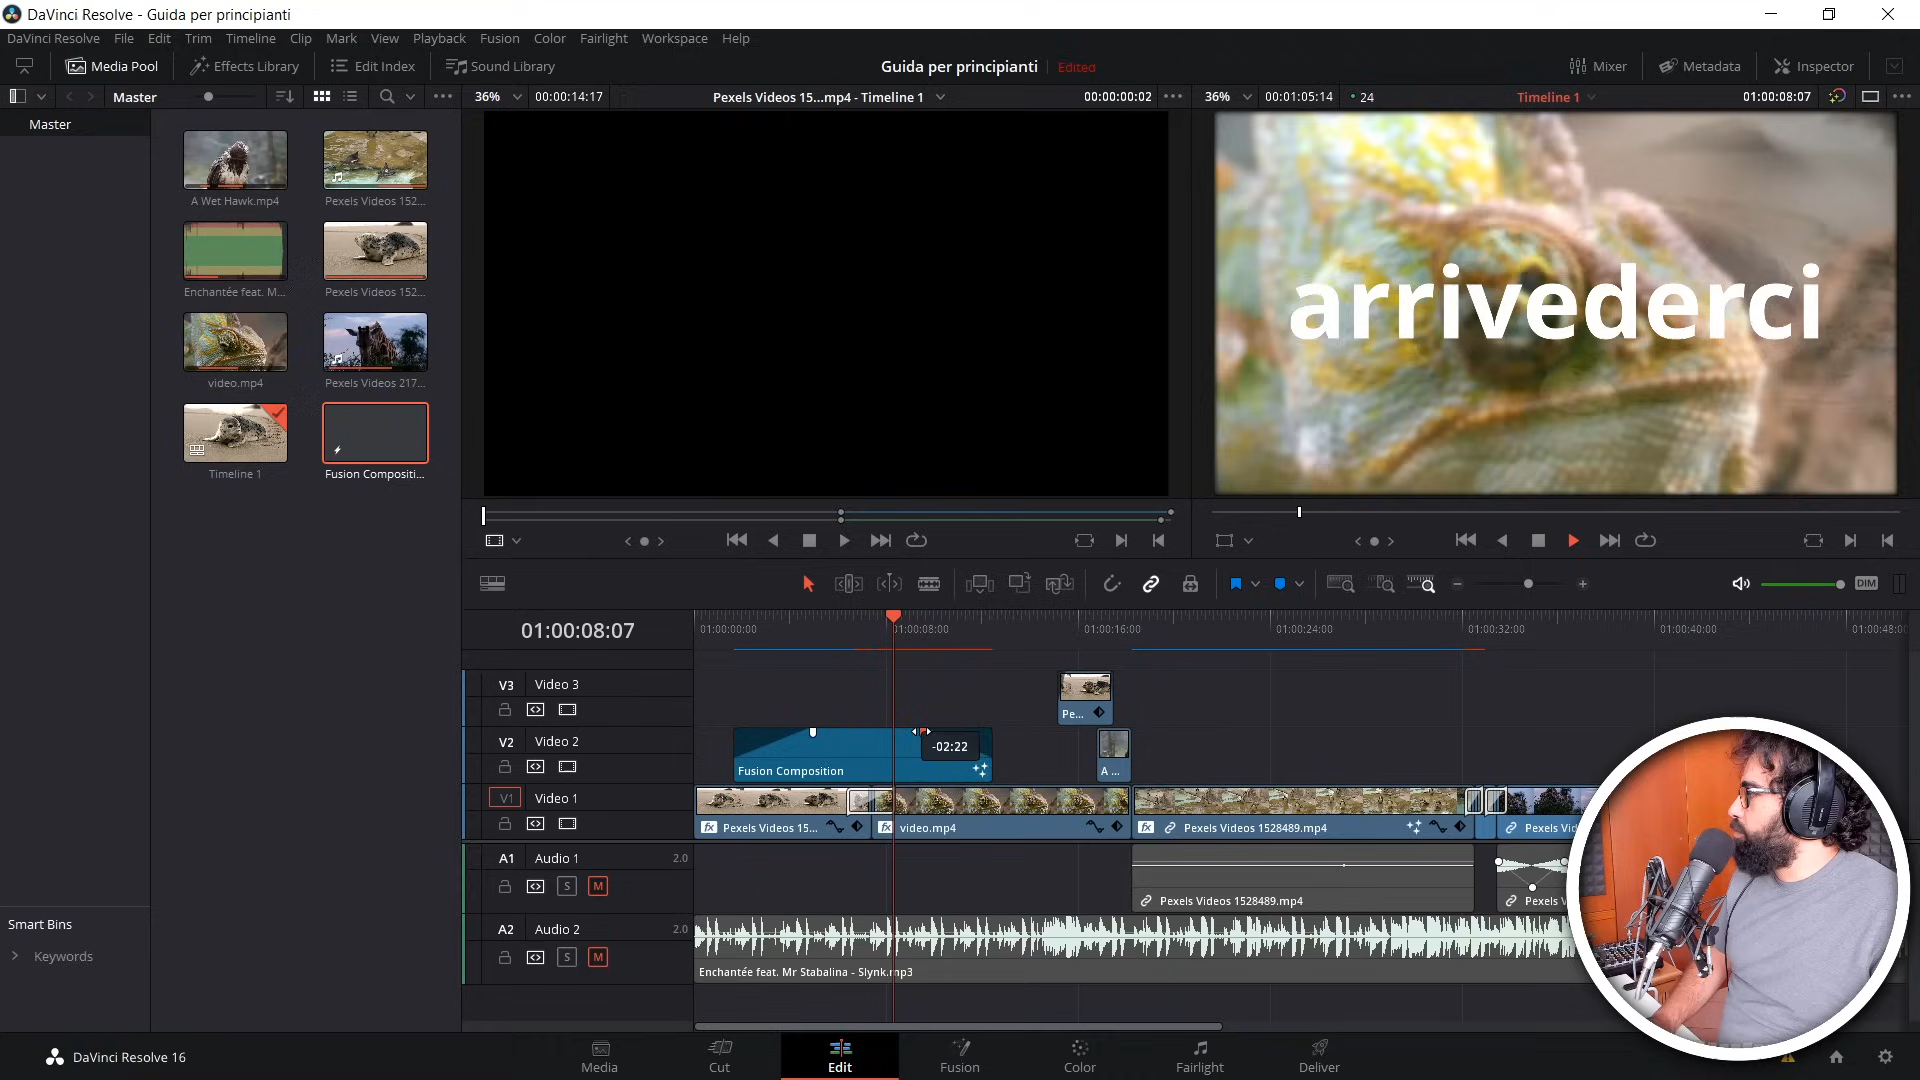 DaVinci Resolve - Guida per principianti
DaVinci Resolve File Edit Trim Timeline Clip Mark View Playback Fusion Color Fairlight Workspace Help
Media Pool Effects Library Edit Index Sound Library Guida per principianti Edited Mixer Metadata Inspector
Master 36% 00:00:14:17 Pexels Videos 15...mp4 - Timeline 1 00:00:00:02 36% 00:01:05:14 24 Timeline 1 01:00:08:07
Master
A Wet Hawk.mp4 Pexels Videos 152...
Enchantée feat. M... Pexels Videos 152...
video.mp4 Pexels Videos 217...
Timeline 1 Fusion Compositi...
arrivederci
DIM
01:00:08:07 01:00:00:00 01:00:08:00 01:00:16:00 01:00:24:00 01:00:32:00 01:00:40:00 01:00:48:0
V3 Video 3
Pe...
V2 Video 2 -02:22
Fusion Composition A ...
V1 Video 1
fx Pexels Videos 15... fx video.mp4 fx Pexels Videos 1528489.mp4 Pexels Vid
A1 Audio 1 2.0
S M
Pexels Videos 1528489.mp4 Pexels V
A2 Audio 2 2.0
S M
Enchantée feat. Mr Stabalina - Slynk.mp3
Smart Bins
Keywords
DaVinci Resolve 16
Media Cut Edit Fusion Color Fairlight Deliver